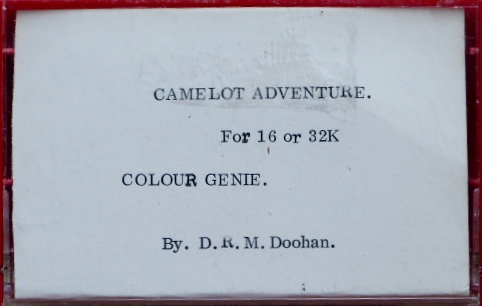 CAMELOT ADVENTURE.
For 16 or 32K
COLOUR GENIE.
By. D.R.M.Doohan.